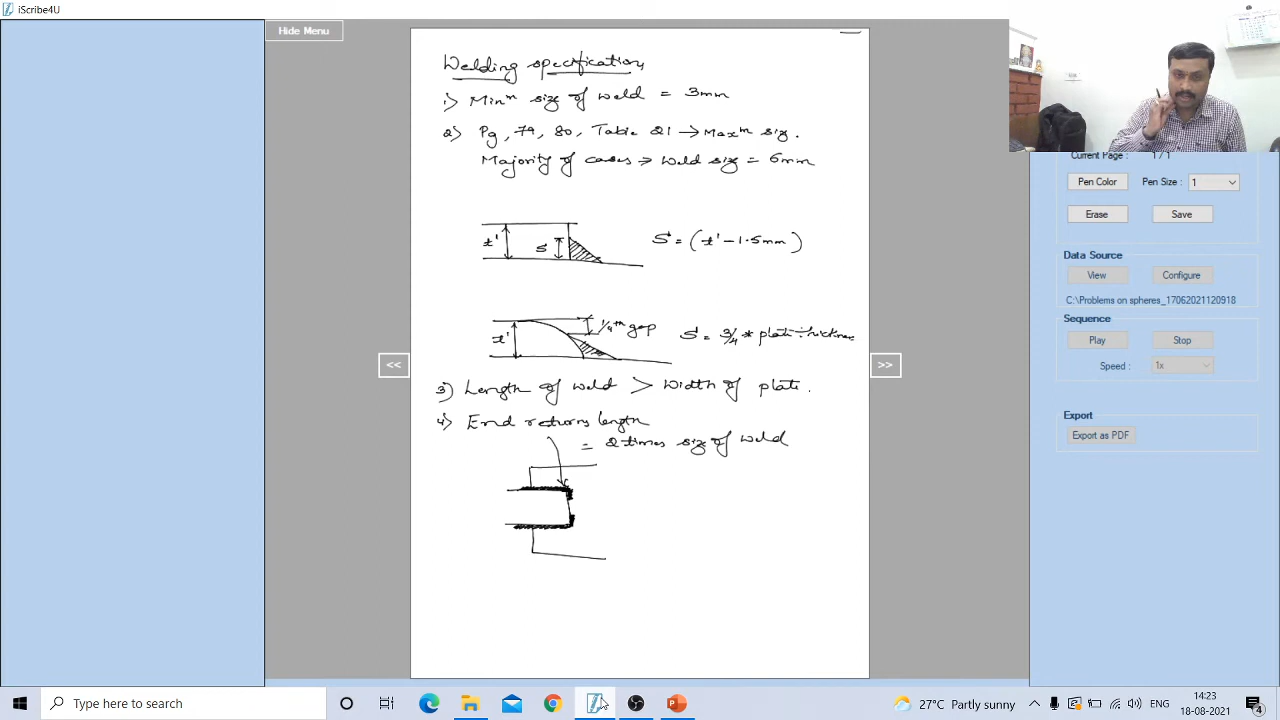 iScribe4U
Hide Menu
Welding specifications
1) Minm size of weld = 3mm
2) Pg, 79, 80, Table 21 → Maxm siz.
Majority of cases → weld size = 6mm
t' S S = (t' - 1.5mm)
t' 1/4th gap S = 3/4 * plate thickness
3) Length of weld > width of plate.
4) End returns length
= 2 times size of weld
<<
>>
Current Page : 1 / 1
Pen Color Pen Size : 1
Erase Save
Data Source
View Configure
C:\Problems on spheres_17062021120918
Sequence
Play Stop
Speed : 1x
Export
Export as PDF
Type here to search
27°C Partly sunny ENG 14:23
18-08-2021 4